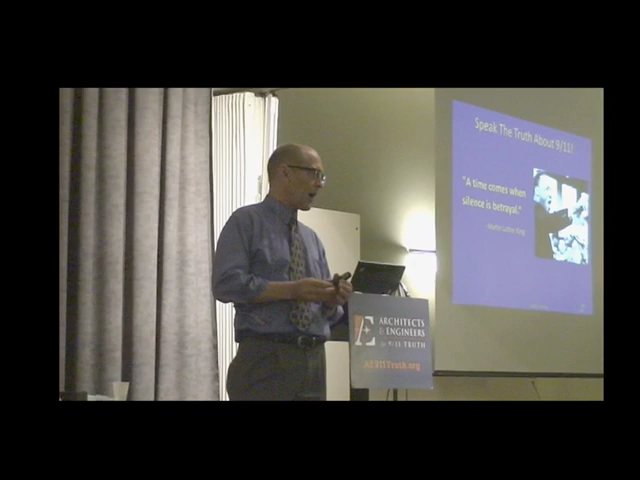 Speak The Truth About 9/11!
"A time comes when
silence is betrayal."
- Martin Luther King
ARCHITECTS
& ENGINEERS
for 9/11 TRUTH
AE911Truth.org